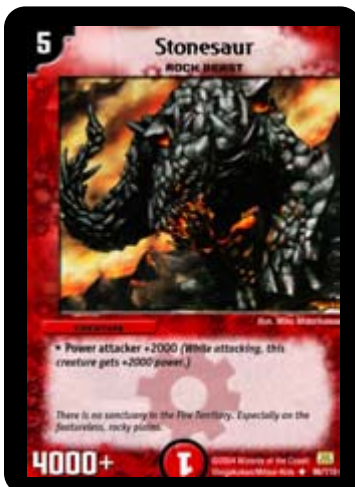 5
Stonesaur
ROCK BEAST
CREATURE
Power attacker +2000 (While attacking, this
creature gets +2000 power.)
There is no sanctuary in the Fire Territory. Especially on the
featureless, rocky plains.
4000+
1
©2004 Wizards of the Coast/